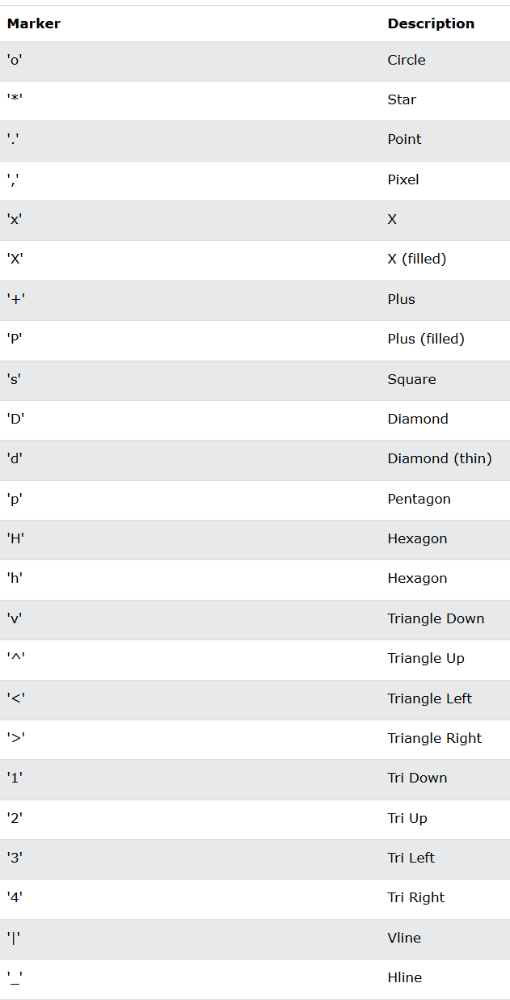 Marker Description
'o' Circle
'*' Star
'.' Point
',' Pixel
'x' X
'X' X (filled)
'+' Plus
'P' Plus (filled)
's' Square
'D' Diamond
'd' Diamond (thin)
'p' Pentagon
'H' Hexagon
'h' Hexagon
'v' Triangle Down
'^' Triangle Up
'<' Triangle Left
'>' Triangle Right
'1' Tri Down
'2' Tri Up
'3' Tri Left
'4' Tri Right
'|' Vline
'_' Hline